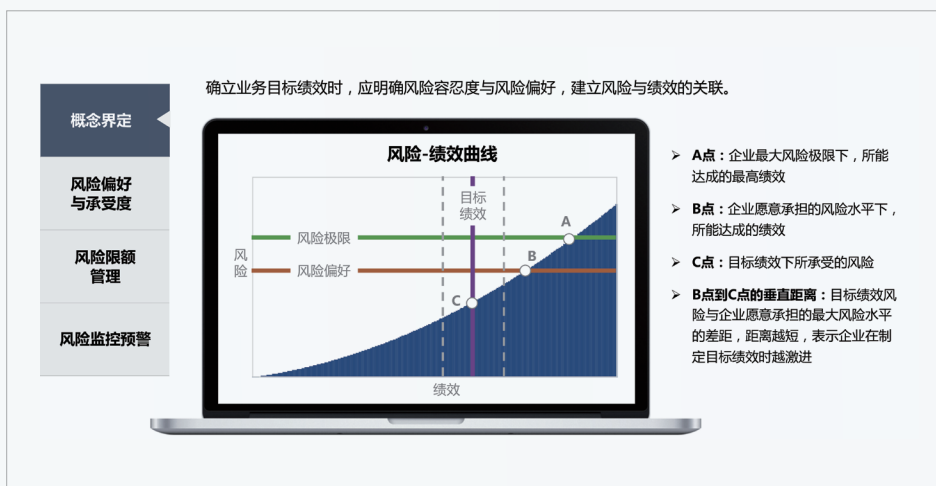 确立业务目标绩效时，应明确风险容忍度与风险偏好，建立风险与绩效的关联。
概念界定
风险偏好
与承受度
风险限额
管理
风险监控预警
风险-绩效曲线
目标
绩效
A
风险极限
风
险
B
风险偏好
C
绩效
➢ A点：企业最大风险极限下，所能
达成的最高绩效
➢ B点：企业愿意承担的风险水平下，
所能达成的绩效
➢ C点：目标绩效下所承受的风险
➢ B点到C点的垂直距离：目标绩效风
险与企业愿意承担的最大风险水平
的差距，距离越短，表示企业在制
定目标绩效时越激进